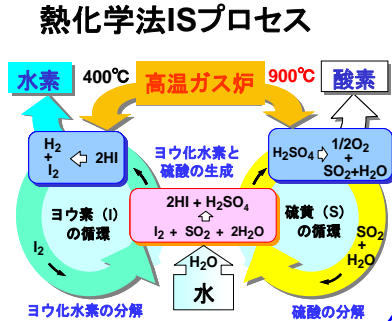 熱化学法ISプロセス
水素
400℃
高温ガス炉
900℃
酸素
H2
+
I2
2HI
ヨウ化水素と
硫酸の生成
H2SO4
1/2O2
+
SO2+H2O
2HI + H2SO4
I2 + SO2 + 2H2O
ヨウ素（I）
の循環
硫黄（S）
の循環
I2
SO2
+
H2O
H2O
水
ヨウ化水素の分解
硫酸の分解